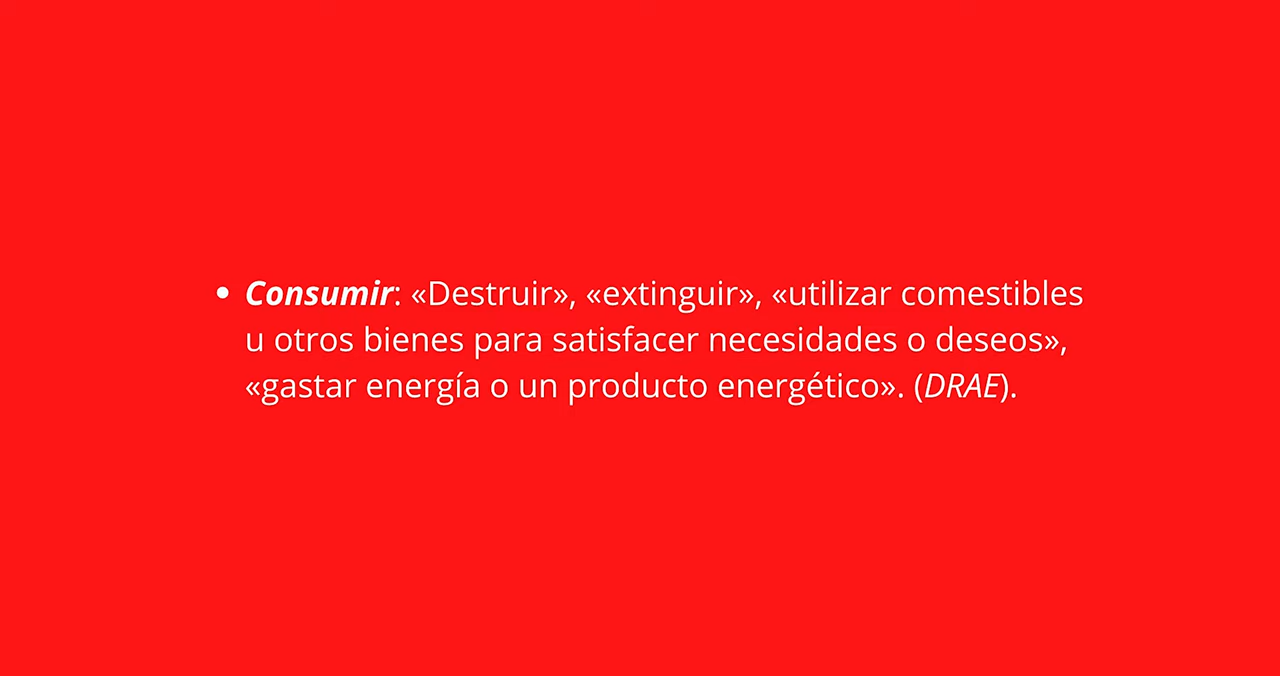 • Consumir: «Destruir», «extinguir», «utilizar comestibles
u otros bienes para satisfacer necesidades o deseos»,
«gastar energía o un producto energético». (DRAE).